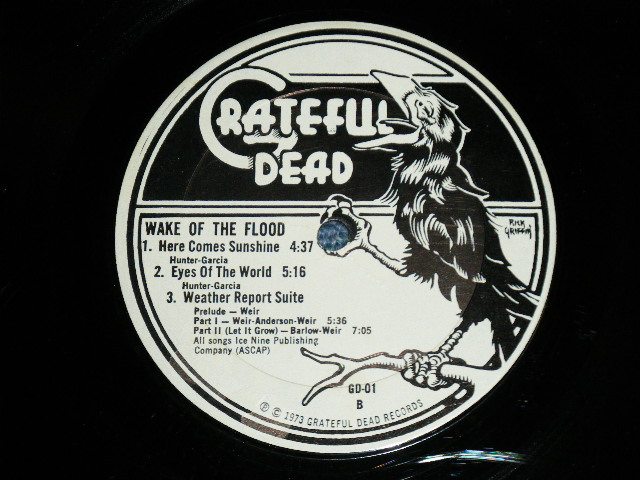 GRATEFUL
DEAD
RICK
GRIFFIN
WAKE OF THE FLOOD
1. Here Comes Sunshine 4:37
Hunter-Garcia
2. Eyes Of The World 5:16
Hunter-Garcia
3. Weather Report Suite
Prelude — Weir
Part I — Weir-Anderson-Weir 5:36
Part II (Let It Grow) — Barlow-Weir 7:05
All songs Ice Nine Publishing
Company (ASCAP)
GD-01
B
℗ © 1973 GRATEFUL DEAD RECORDS